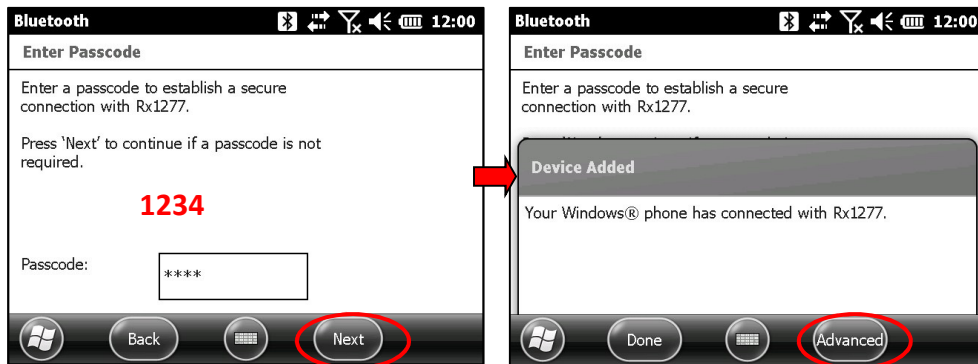 Bluetooth 12:00
Enter Passcode
Enter a passcode to establish a secure
connection with Rx1277.
Press 'Next' to continue if a passcode is not
required.
1234
Passcode: ****
Back Next
Bluetooth 12:00
Enter Passcode
Enter a passcode to establish a secure
connection with Rx1277.
Device Added
Your Windows® phone has connected with Rx1277.
Done Advanced